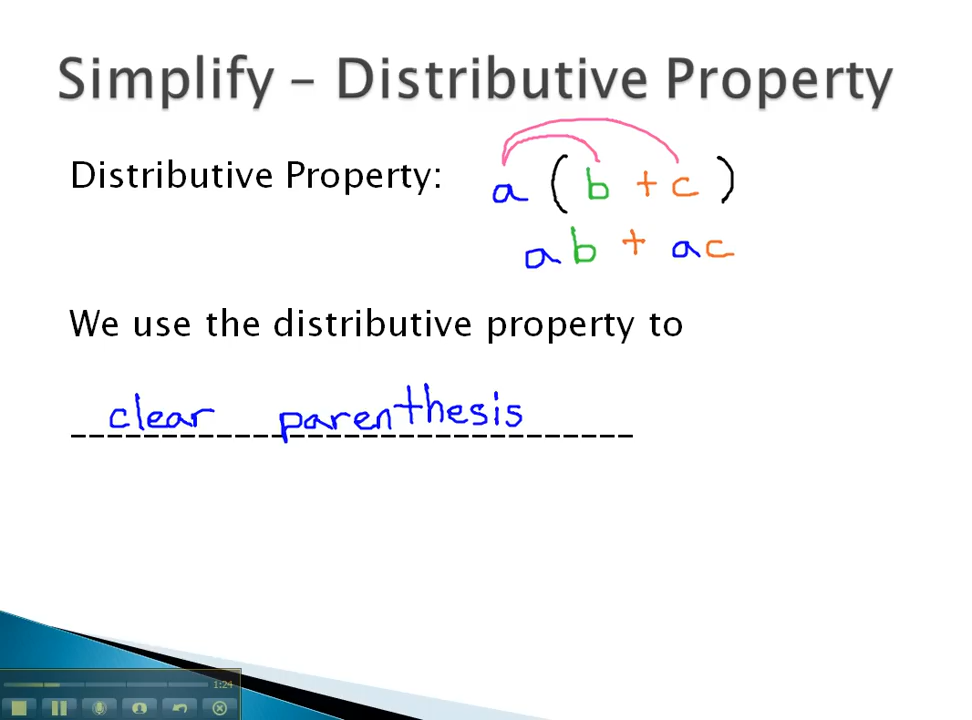 Simplify – Distributive Property
Distributive Property: a (b + c)
ab + ac
We use the distributive property to
clear parenthesis
1:24